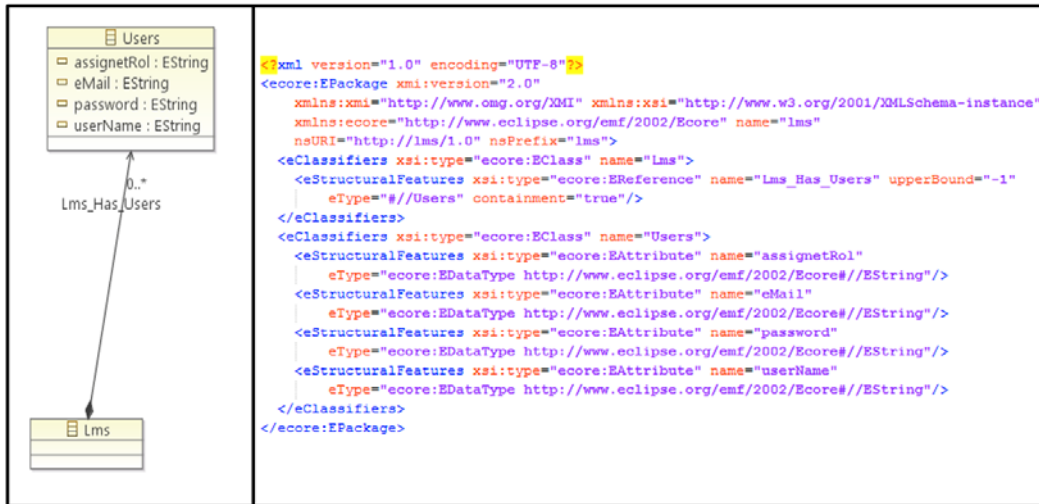 Users
assignetRol : EString
eMail : EString
password : EString
userName : EString
0..*
Lms_Has_Users
Lms
<?xml version="1.0" encoding="UTF-8"?>
<ecore:EPackage xmi:version="2.0"
xmlns:xmi="http://www.omg.org/XMI" xmlns:xsi="http://www.w3.org/2001/XMLSchema-instance"
xmlns:ecore="http://www.eclipse.org/emf/2002/Ecore" name="lms"
nsURI="http://lms/1.0" nsPrefix="lms">
<eClassifiers xsi:type="ecore:EClass" name="Lms">
<eStructuralFeatures xsi:type="ecore:EReference" name="Lms_Has_Users" upperBound="-1"
eType="#//Users" containment="true"/>
</eClassifiers>
<eClassifiers xsi:type="ecore:EClass" name="Users">
<eStructuralFeatures xsi:type="ecore:EAttribute" name="assignetRol"
eType="ecore:EDataType http://www.eclipse.org/emf/2002/Ecore#//EString"/>
<eStructuralFeatures xsi:type="ecore:EAttribute" name="eMail"
eType="ecore:EDataType http://www.eclipse.org/emf/2002/Ecore#//EString"/>
<eStructuralFeatures xsi:type="ecore:EAttribute" name="password"
eType="ecore:EDataType http://www.eclipse.org/emf/2002/Ecore#//EString"/>
<eStructuralFeatures xsi:type="ecore:EAttribute" name="userName"
eType="ecore:EDataType http://www.eclipse.org/emf/2002/Ecore#//EString"/>
</eClassifiers>
</ecore:EPackage>